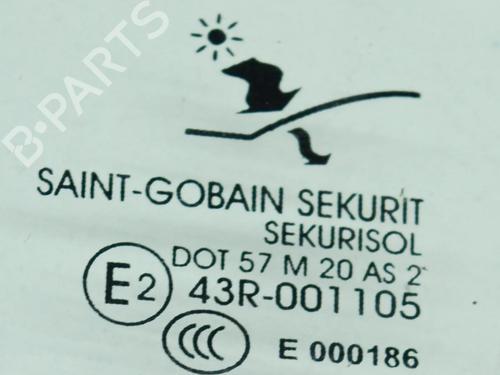 B-PARTS
SAINT-GOBAIN SEKURIT
SEKURISOL
DOT 57 M 20 AS 2
E2 43R-001105
CCC E 000186